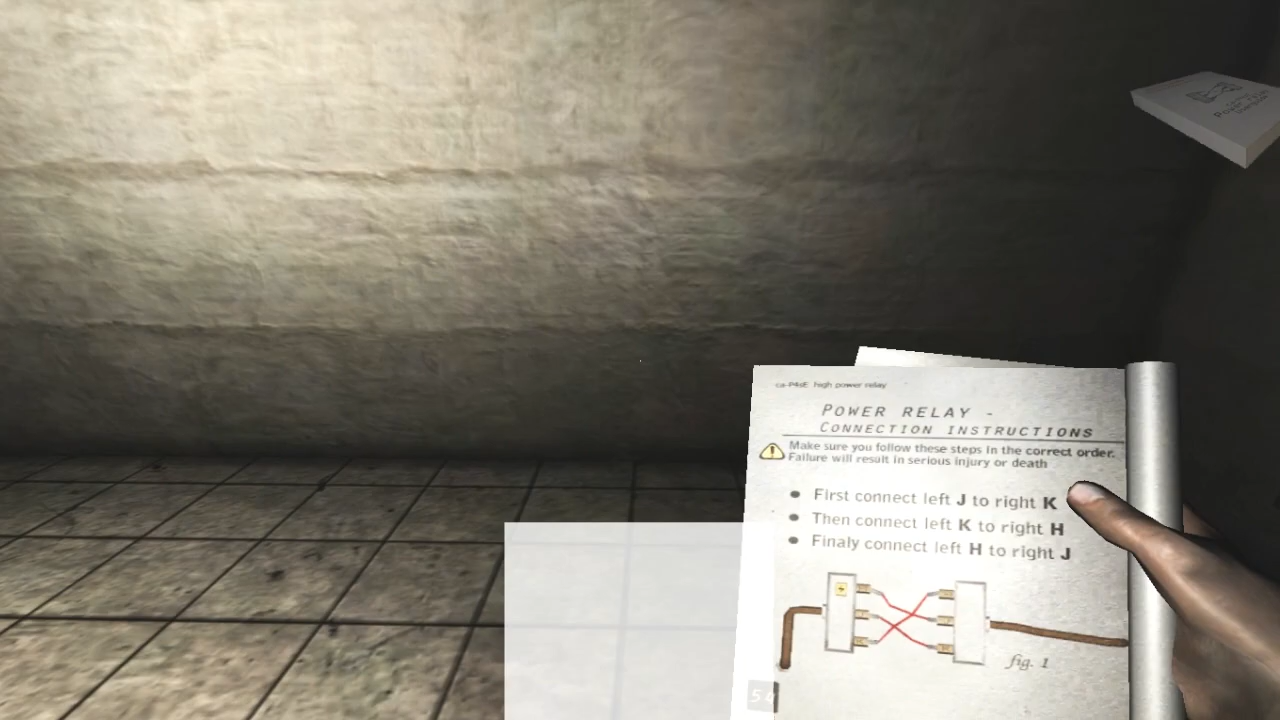 ca-P4sE high power relay
POWER RELAY -
CONNECTION INSTRUCTIONS
Make sure you follow these steps in the correct order.
Failure will result in serious injury or death
• First connect left J to right K
• Then connect left K to right H
• Finaly connect left H to right J
fig. 1